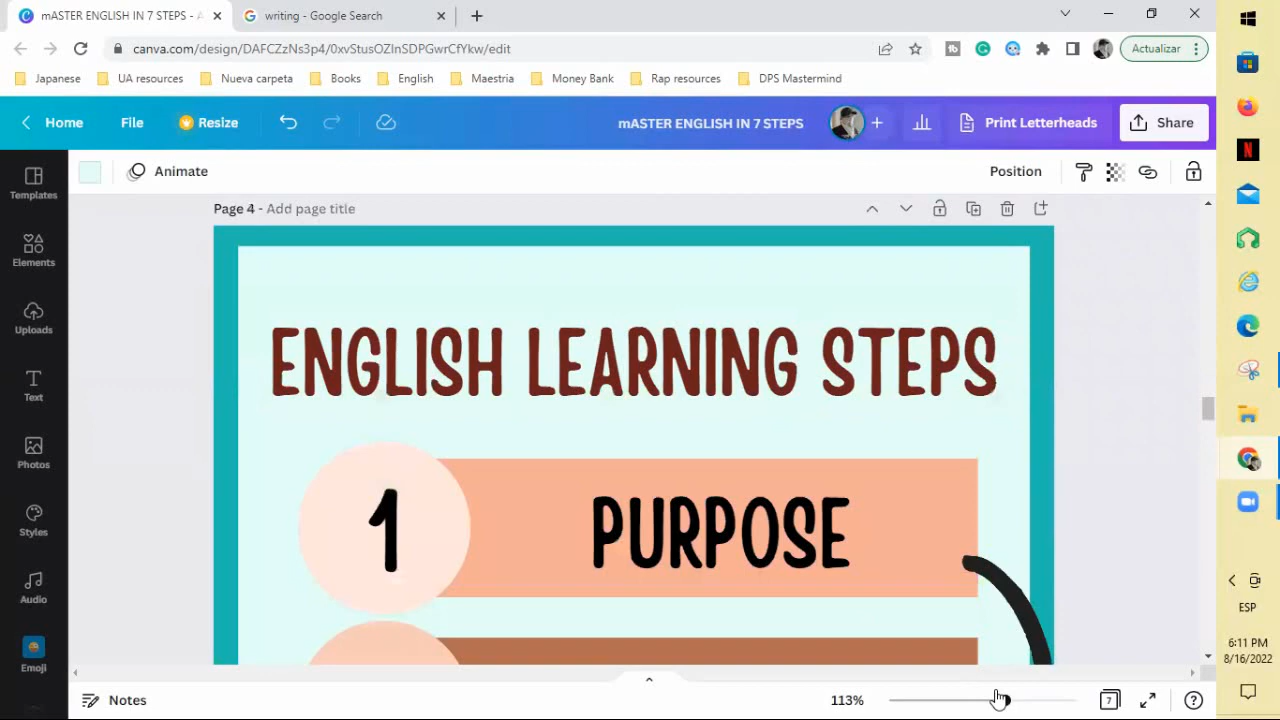 mASTER ENGLISH IN 7 STEPS - A
writing - Google Search
canva.com/design/DAFCZzNs3p4/0xvStusOZInSDPGwrCfYkw/edit
Actualizar
Japanese UA resources Nueva carpeta Books English Maestria Money Bank Rap resources DPS Mastermind
Home File Resize mASTER ENGLISH IN 7 STEPS Print Letterheads Share
Animate Position
Templates
Elements
Uploads
Text
Photos
Styles
Audio
Emoji
Page 4 - Add page title
ENGLISH LEARNING STEPS
1 PURPOSE
Notes 113% 7
ESP
6:11 PM
8/16/2022